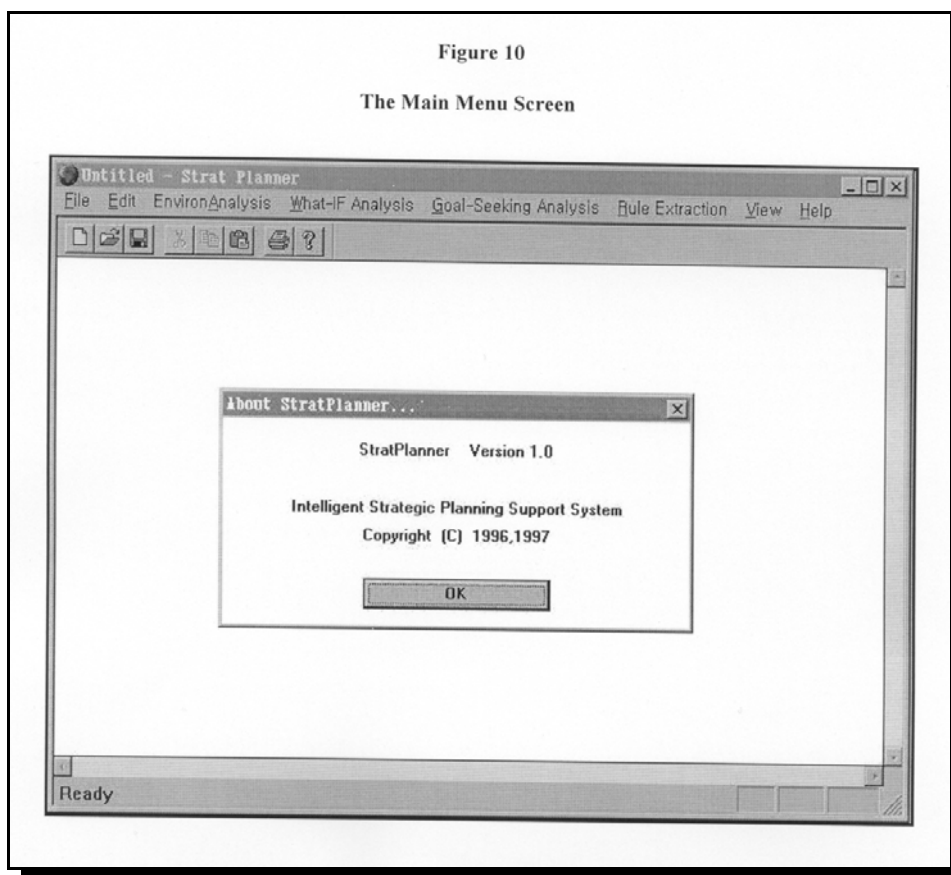 Figure 10
The Main Menu Screen
Untitled - Strat Planner
File Edit EnvironAnalysis What-IF Analysis Goal-Seeking Analysis Rule Extraction View Help
About StratPlanner...
StratPlanner Version 1.0
Intelligent Strategic Planning Support System
Copyright (C) 1996,1997
OK
Ready